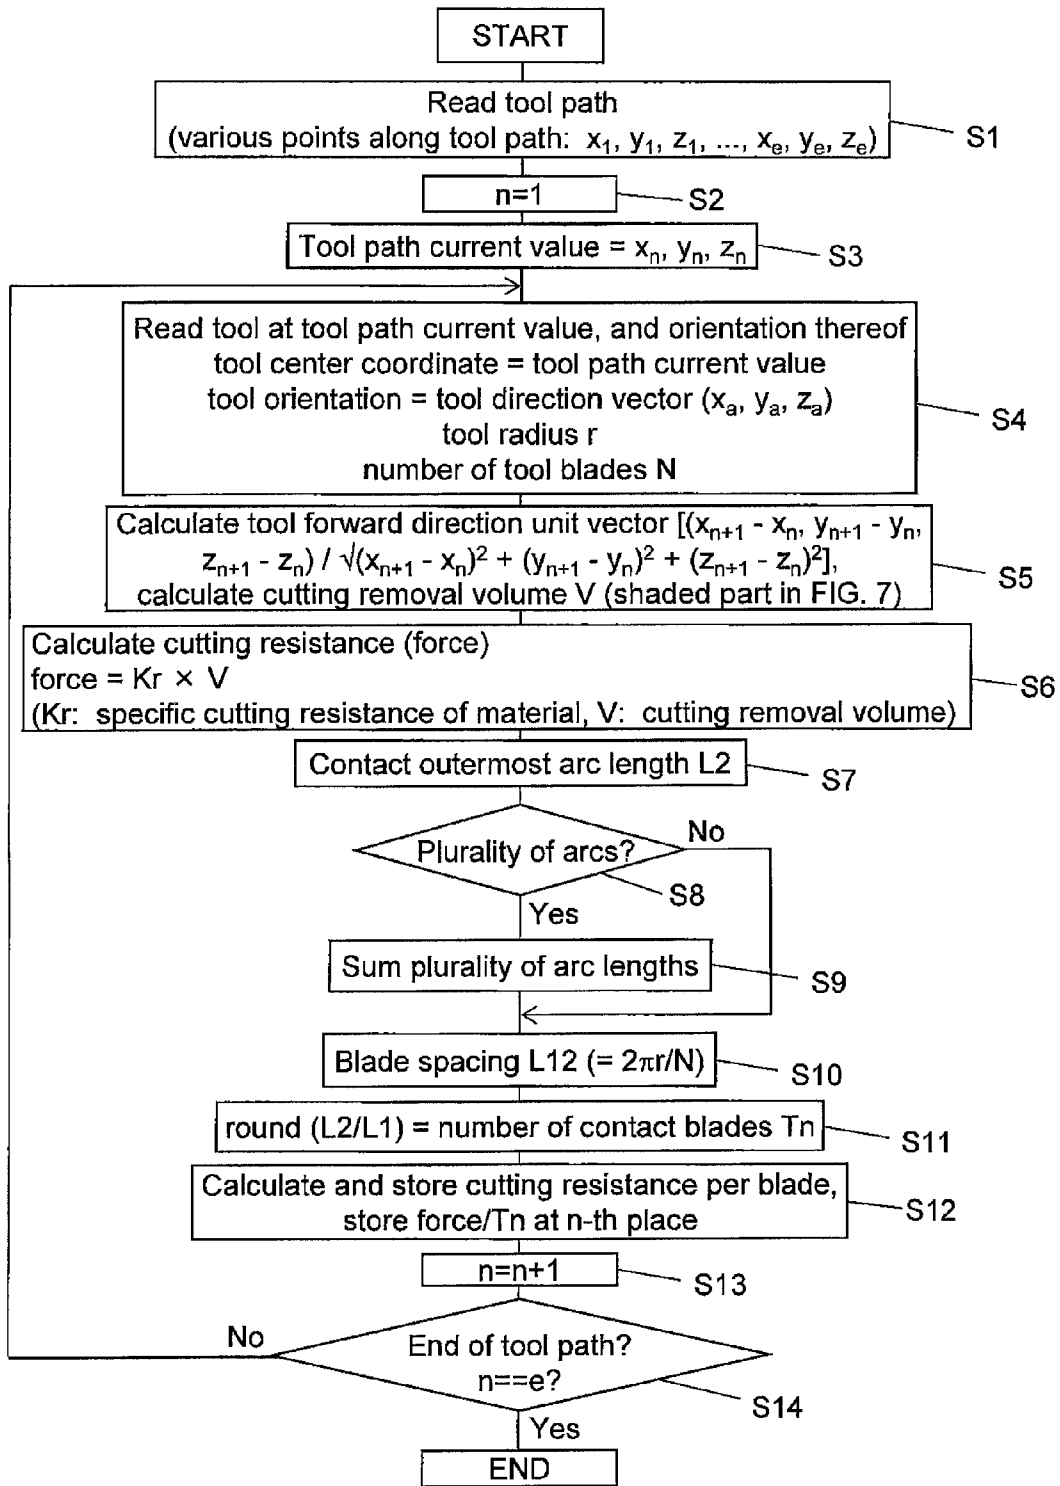 START
Read tool path
(various points along tool path: x₁, y₁, z₁, ..., xₑ, yₑ, zₑ)
S1
n=1
S2
Tool path current value = xₙ, yₙ, zₙ
S3
Read tool at tool path current value, and orientation thereof
tool center coordinate = tool path current value
tool orientation = tool direction vector (xₐ, yₐ, zₐ)
tool radius r
number of tool blades N
S4
Calculate tool forward direction unit vector [(xₙ₊₁ - xₙ, yₙ₊₁ - yₙ,
zₙ₊₁ - zₙ) / √(xₙ₊₁ - xₙ)² + (yₙ₊₁ - yₙ)² + (zₙ₊₁ - zₙ)²],
calculate cutting removal volume V (shaded part in FIG. 7)
S5
Calculate cutting resistance (force)
force = Kr × V
(Kr: specific cutting resistance of material, V: cutting removal volume)
S6
Contact outermost arc length L2
S7
Plurality of arcs?
No
S8
Yes
Sum plurality of arc lengths
S9
Blade spacing L12 (= 2πr/N)
S10
round (L2/L1) = number of contact blades Tn
S11
Calculate and store cutting resistance per blade,
store force/Tn at n-th place
S12
n=n+1
S13
No
End of tool path?
n==e?
S14
Yes
END